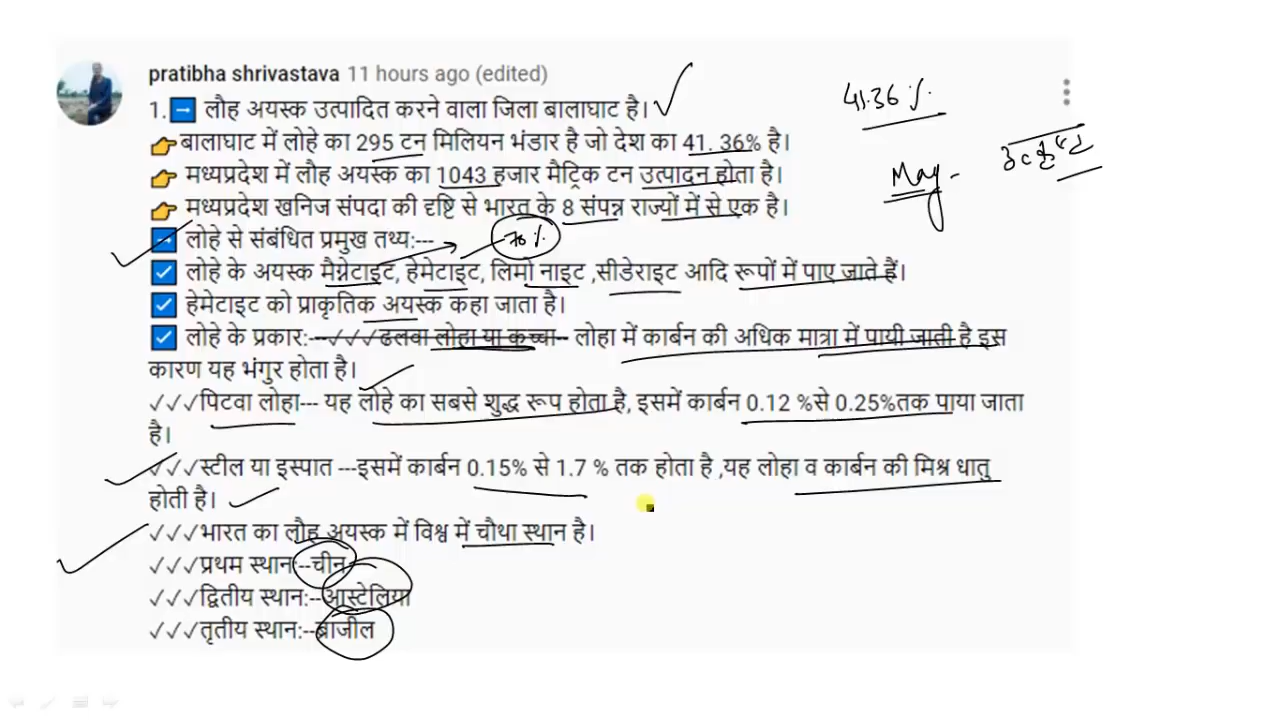 pratibha shrivastava 11 hours ago (edited)
1.➡ लौह अयस्क उत्पादित करने वाला जिला बालाघाट है।
👉बालाघाट में लोहे का 295 टन मिलियन भंडार है जो देश का 41. 36% है।
👉 मध्यप्रदेश में लौह अयस्क का 1043 हजार मैट्रिक टन उत्पादन होता है।
👉 मध्यप्रदेश खनिज संपदा की दृष्टि से भारत के 8 संपन्न राज्यों में से एक है।
➡ लोहे से संबंधित प्रमुख तथ्य:---
70%
☑ लोहे के अयस्क मैग्नेटाइट, हेमेटाइट, लिमो नाइट ,सीडेराइट आदि रूपों में पाए जाते हैं।
☑ हेमेटाइट को प्राकृतिक अयस्क कहा जाता है।
☑ लोहे के प्रकार:-✓✓✓ढलवा लोहा या कच्चा-- लोहा में कार्बन की अधिक मात्रा में पायी जाती है इस
कारण यह भंगुर होता है।
✓✓✓पिटवा लोहा--- यह लोहे का सबसे शुद्ध रूप होता है, इसमें कार्बन 0.12 %से 0.25%तक पाया जाता
है।
✓✓✓स्टील या इस्पात ---इसमें कार्बन 0.15% से 1.7 % तक होता है ,यह लोहा व कार्बन की मिश्र धातु
होती है।
✓✓✓भारत का लौह अयस्क में विश्व में चौथा स्थान है।
✓✓✓प्रथम स्थान:--चीन
✓✓✓द्वितीय स्थान:--आस्टेलिया
✓✓✓तृतीय स्थान:--ब्राजील
41.36%
May-